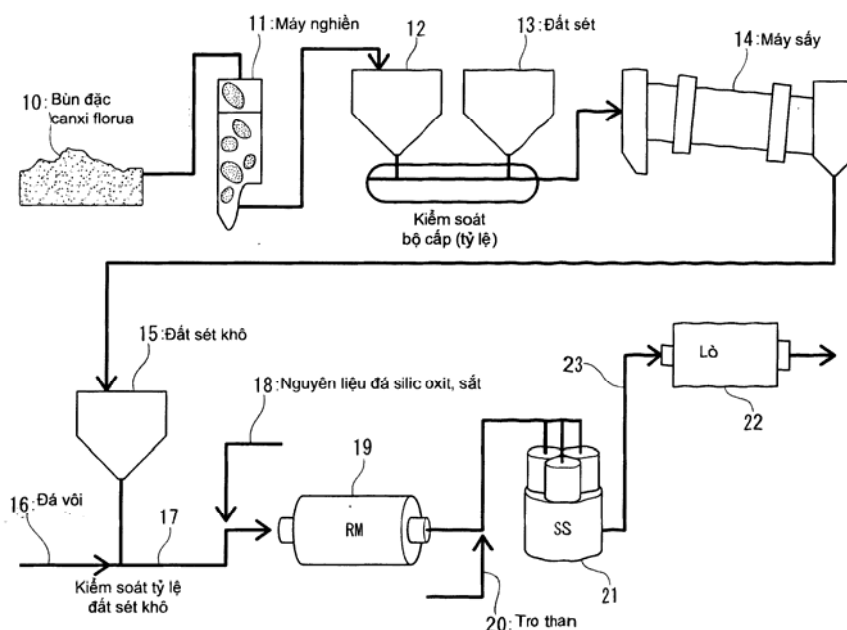 11: Máy nghiền
12
13: Đất sét
14: Máy sấy
10: Bùn đặc
canxi florua
Kiểm soát
bộ cấp (tỷ lệ)
15: Đất sét khô
18: Nguyên liệu đá silic oxit, sắt
Lò
23
22
16: Đá vôi
17
19
RM
SS
21
Kiểm soát tỷ lệ
đất sét khô
20: Tro than